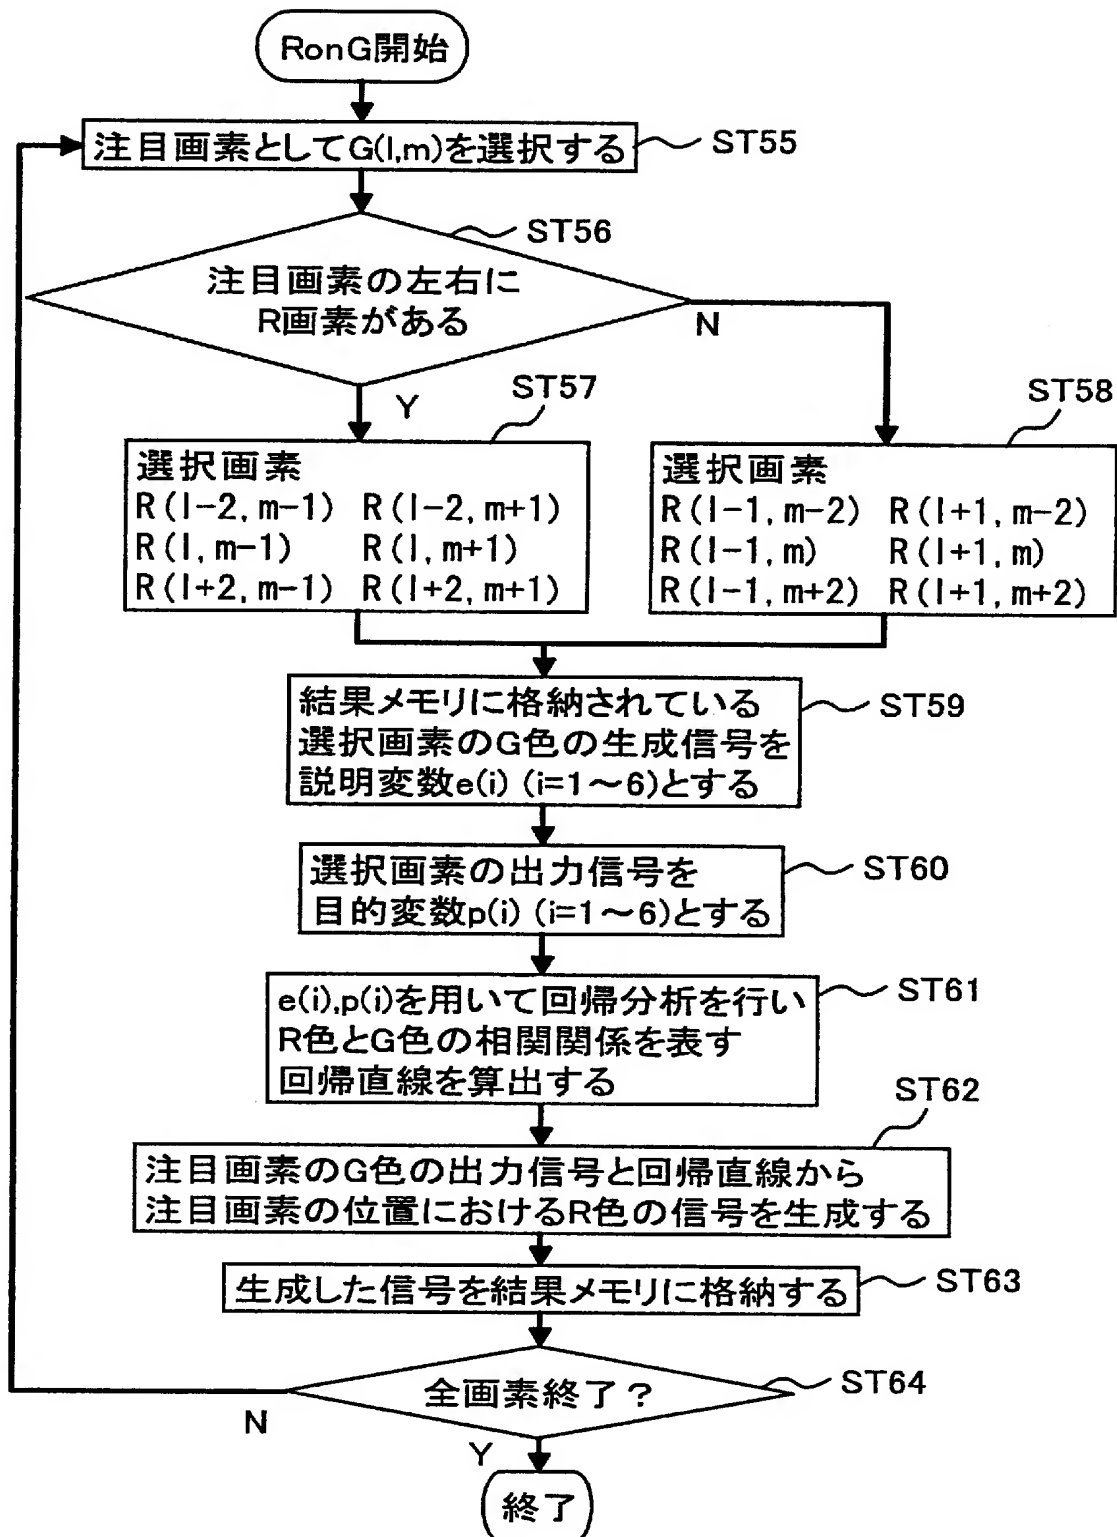 RonG開始
注目画素としてG(l,m)を選択する
ST55
ST56
注目画素の左右に
R画素がある
N
Y
ST57
選択画素
R(l-2,m-1) R(l-2,m+1)
R(l,m-1) R(l,m+1)
R(l+2,m-1) R(l+2,m+1)
ST58
選択画素
R(l-1,m-2) R(l+1,m-2)
R(l-1,m) R(l+1,m)
R(l-1,m+2) R(l+1,m+2)
結果メモリに格納されている
選択画素のG色の生成信号を
説明変数e(i) (i=1～6)とする
ST59
選択画素の出力信号を
目的変数p(i) (i=1～6)とする
ST60
e(i),p(i)を用いて回帰分析を行い
R色とG色の相関関係を表す
回帰直線を算出する
ST61
ST62
注目画素のG色の出力信号と回帰直線から
注目画素の位置におけるR色の信号を生成する
生成した信号を結果メモリに格納する
ST63
全画素終了？
ST64
N
Y
終了